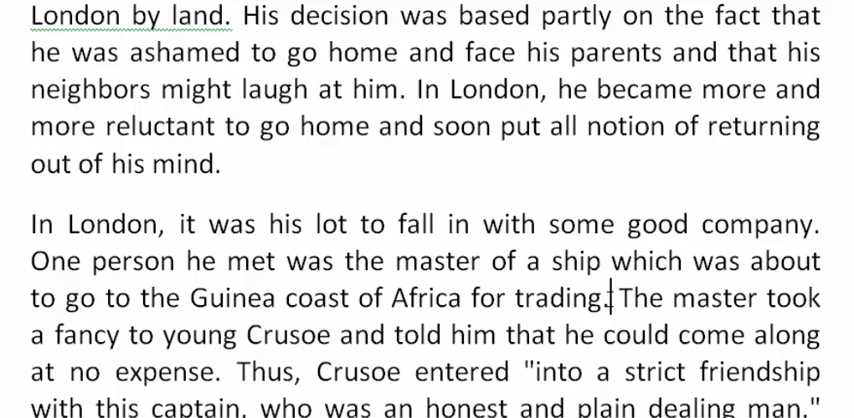 London by land. His decision was based partly on the fact that
he was ashamed to go home and face his parents and that his
neighbors might laugh at him. In London, he became more and
more reluctant to go home and soon put all notion of returning
out of his mind.
In London, it was his lot to fall in with some good company.
One person he met was the master of a ship which was about
to go to the Guinea coast of Africa for trading. The master took
a fancy to young Crusoe and told him that he could come along
at no expense. Thus, Crusoe entered "into a strict friendship
with this captain, who was an honest and plain dealing man."